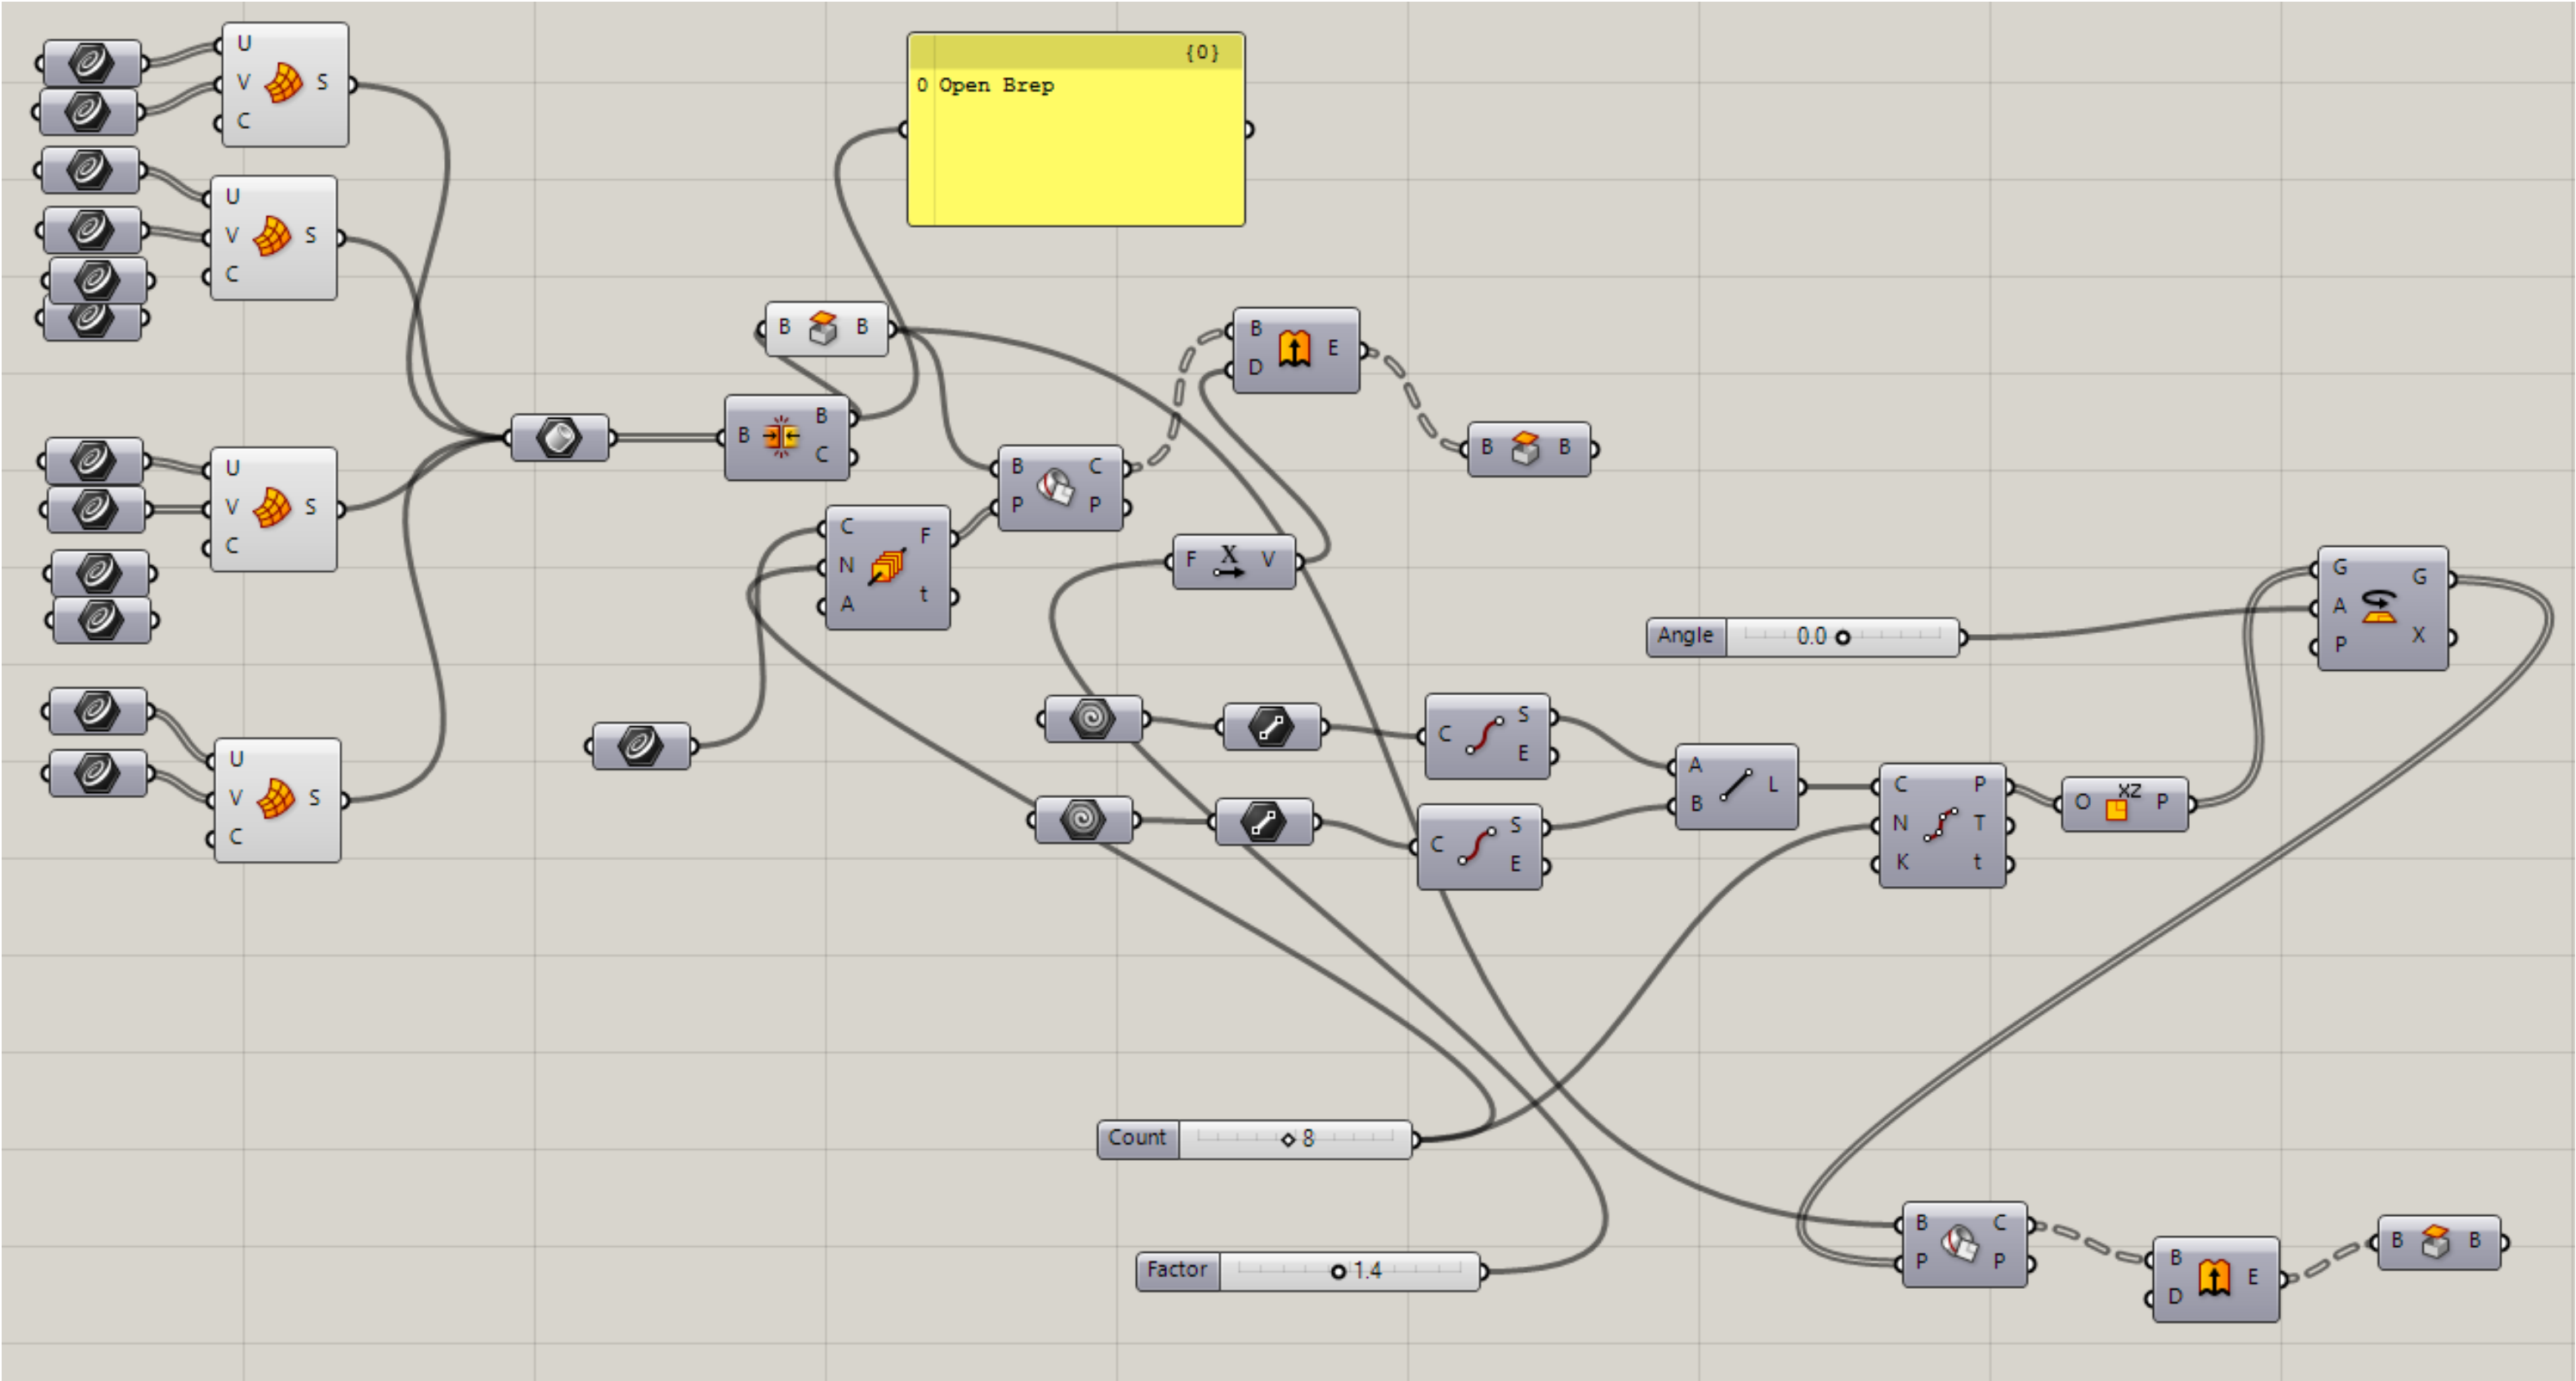 U
V S
C
U
V S
C
{0}
0 Open Brep
B B
B
B C
B
D E
B B
U
V S
C
B C
P P
C
N F
A t
F X V
Angle 0.0
G
A G
P X
U
V S
C
C S
E
A
B L
C S
E
C P
N T
K t
O XZ P
Count 8
Factor 1.4
B C
P P
B
D E
B B